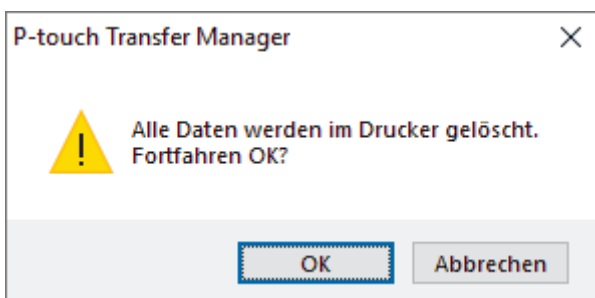 P-touch Transfer Manager
Alle Daten werden im Drucker gelöscht.
Fortfahren OK?
OK
Abbrechen